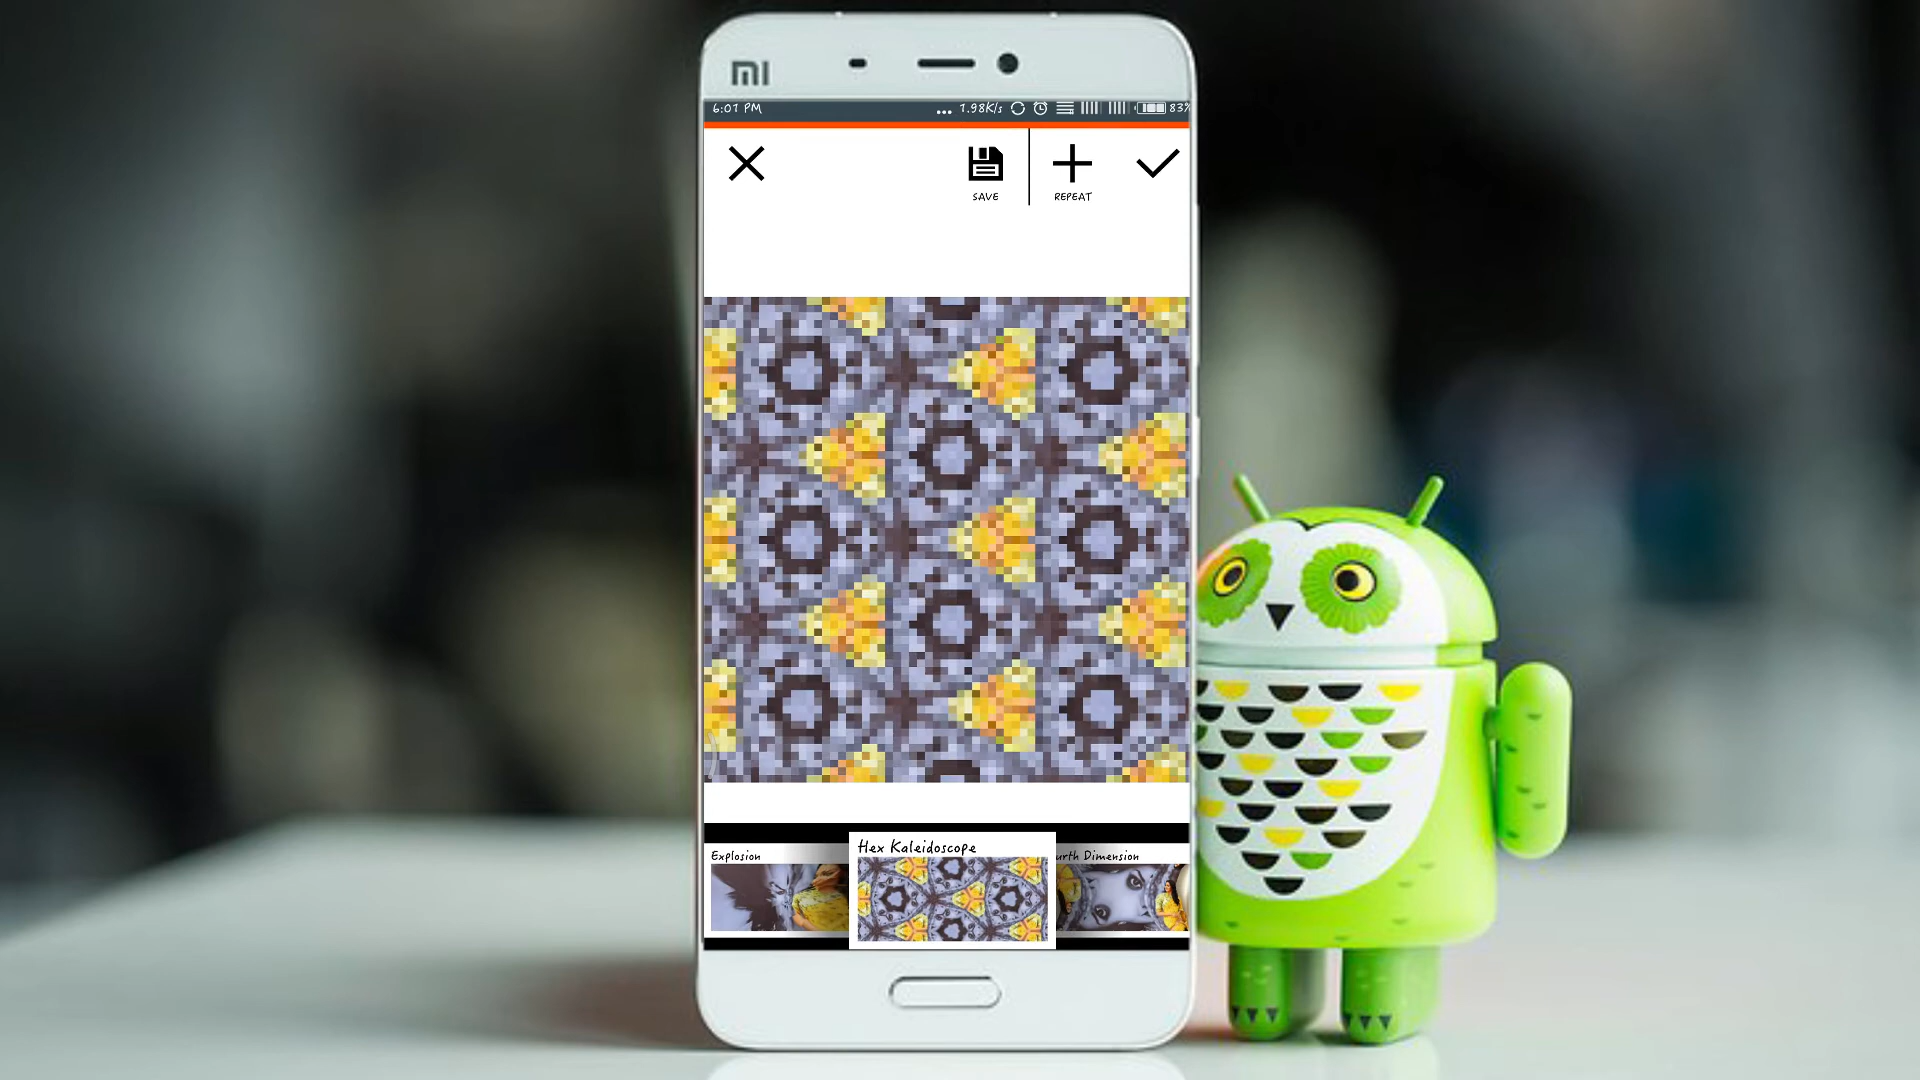 MI
6:01 PM ... 1.98K/s 83%
SAVE
REPEAT
Explosion
Hex Kaleidoscope
urth Dimension